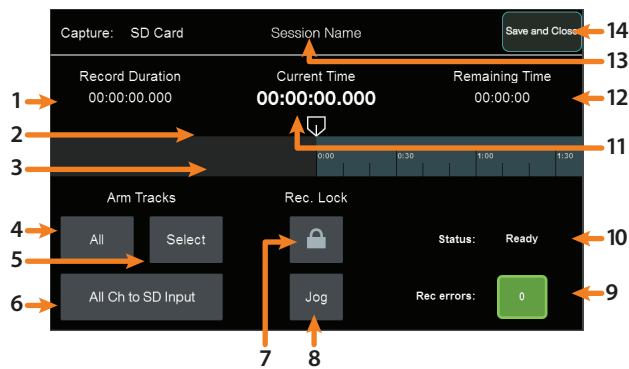 Capture: SD Card Session Name Save and Close 14
13
Record Duration Current Time Remaining Time
1 00:00:00.000 00:00:00.000 00:00:00 12
2 11
0:00 0:30 1:00 1:30
3
Arm Tracks Rec. Lock
4 All Select Status: Ready 10
5
6 All Ch to SD Input Jog Rec errors: 0 9
7 8